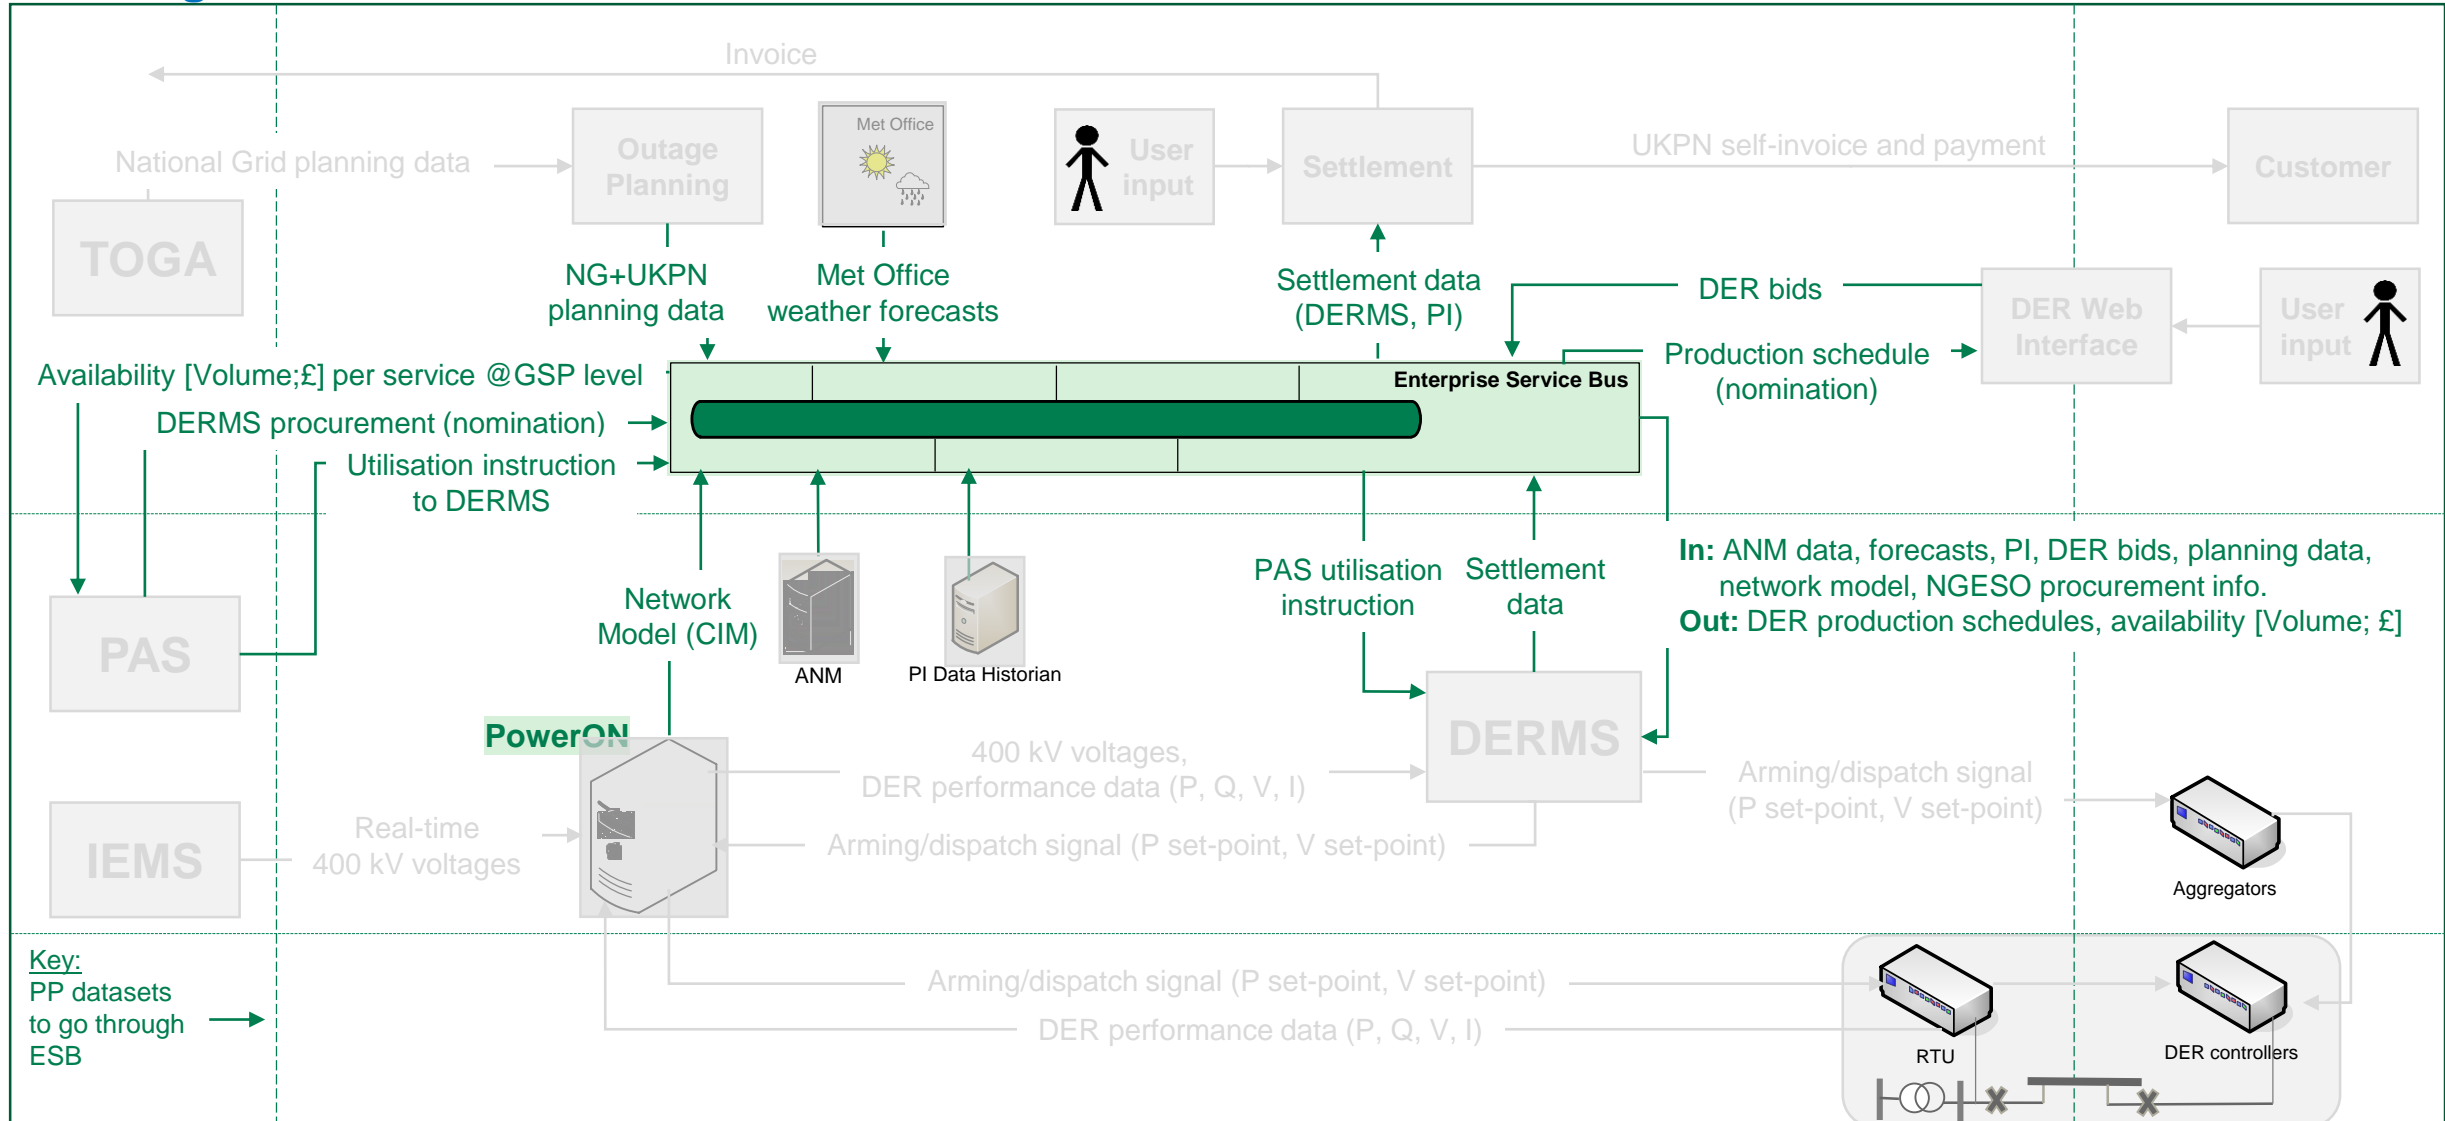 Invoice
Met Office
National Grid planning data
Outage
Planning
User
input
Settlement
UKPN self-invoice and payment
Customer
TOGA
NG+UKPN
planning data
Met Office
weather forecasts
Settlement data
(DERMS, PI)
DER bids
DER Web
Interface
User
input
Production schedule
(nomination)
Availability [Volume;£] per service @GSP level
Enterprise Service Bus
DERMS procurement (nomination)
Utilisation instruction
to DERMS
PAS
Network
Model (CIM)
ANM
PI Data Historian
PAS utilisation
instruction
Settlement
data
In: ANM data, forecasts, PI, DER bids, planning data,
network model, NGESO procurement info.
Out: DER production schedules, availability [Volume; £]
PowerON
400 kV voltages,
DER performance data (P, Q, V, I)
DERMS
Arming/dispatch signal
(P set-point, V set-point)
IEMS
Real-time
400 kV voltages
Arming/dispatch signal (P set-point, V set-point)
Aggregators
Key:
PP datasets
to go through
ESB
Arming/dispatch signal (P set-point, V set-point)
DER performance data (P, Q, V, I)
RTU
DER controllers